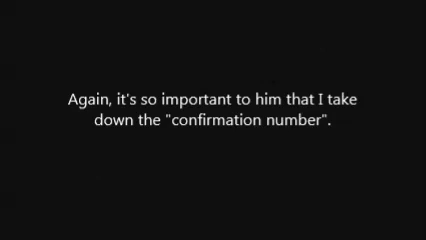 Again, it's so important to him that I take
down the "confirmation number".